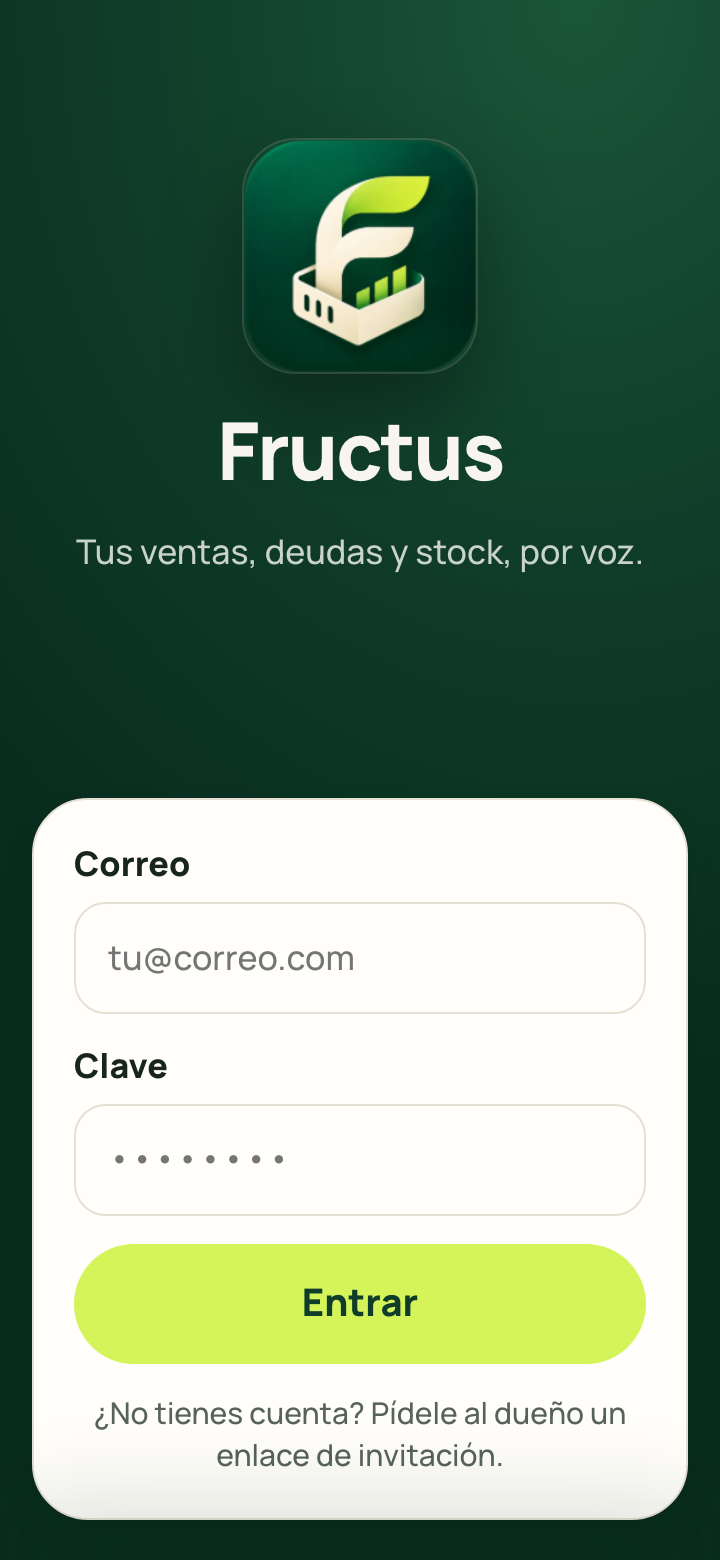 Fructus
Tus ventas, deudas y stock, por voz.
Correo
tu@correo.com
Clave
••••••••
Entrar
¿No tienes cuenta? Pídele al dueño un
enlace de invitación.